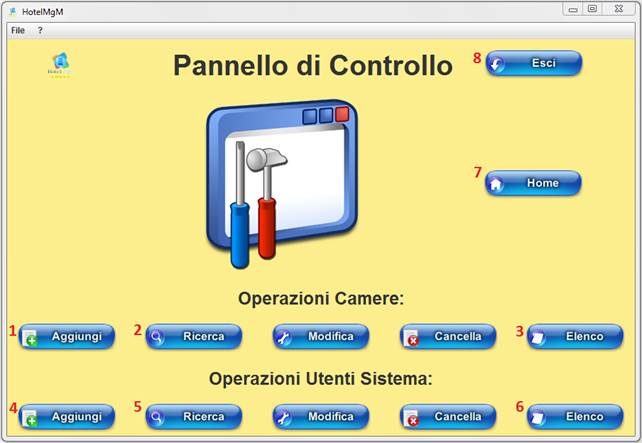 HotelMgM
File ?
Pannello di Controllo
8 Esci
7 Home
Operazioni Camere:
1 Aggiungi 2 Ricerca Modifica Cancella 3 Elenco
Operazioni Utenti Sistema:
4 Aggiungi 5 Ricerca Modifica Cancella 6 Elenco